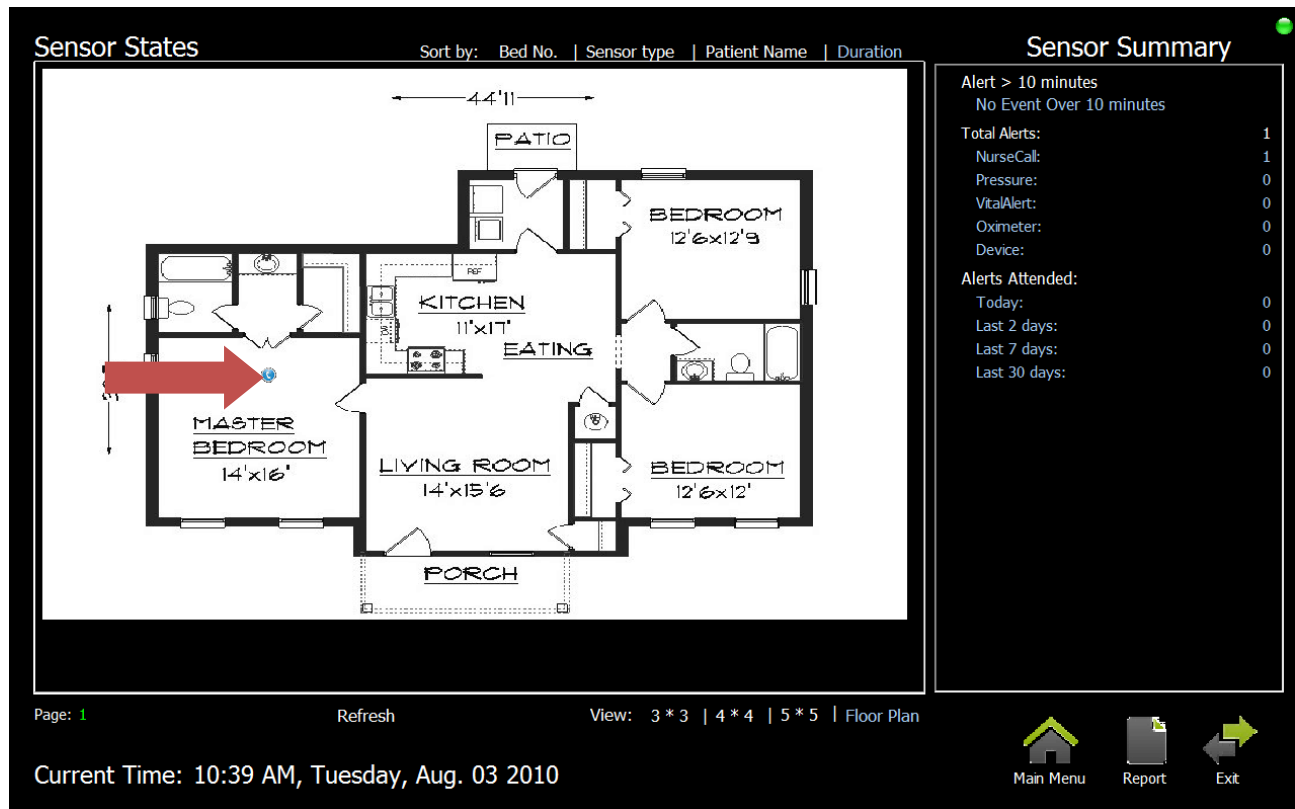 Sensor States
Sort by: Bed No. | Sensor type | Patient Name | Duration
Sensor Summary
44'11
PATIO
BEDROOM
12'6x12'9
REF
KITCHEN
11'x17'
EATING
MASTER
BEDROOM
14'x16'
LIVING ROOM
14'x15'6
BEDROOM
12'6x12'
PORCH
Alert > 10 minutes
No Event Over 10 minutes
Total Alerts: 1
NurseCall: 1
Pressure: 0
VitalAlert: 0
Oximeter: 0
Device: 0
Alerts Attended:
Today: 0
Last 2 days: 0
Last 7 days: 0
Last 30 days: 0
Page: 1
Refresh
View: 3 * 3 | 4 * 4 | 5 * 5 | Floor Plan
Current Time: 10:39 AM, Tuesday, Aug. 03 2010
Main Menu
Report
Exit